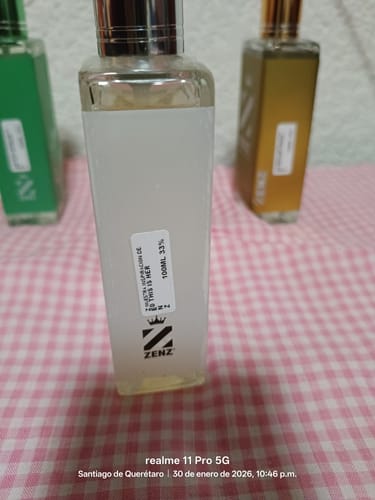 NUESTRA INSPIRACION DE
THIS IS HER
100ML 33%
ZENZ
ZENZ
realme 11 Pro 5G
Santiago de Querétaro | 30 de enero de 2026, 10:46 p.m.